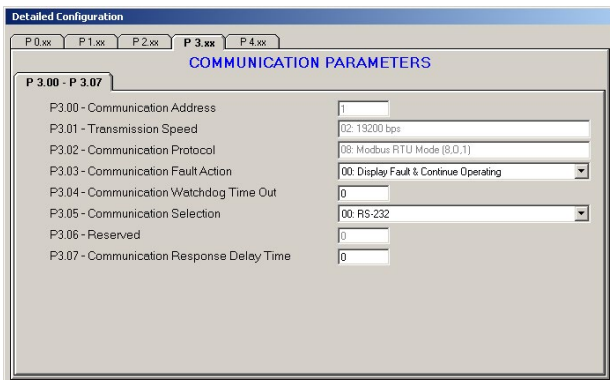 Detailed Configuration
P 0.xx P 1.xx P 2.xx P 3.xx P 4.xx
COMMUNICATION PARAMETERS
P 3.00 - P 3.07
P3.00 - Communication Address 1
P3.01 - Transmission Speed 02: 19200 bps
P3.02 - Communication Protocol 08: Modbus RTU Mode (8,O,1)
P3.03 - Communication Fault Action 00: Display Fault & Continue Operating
P3.04 - Communication Watchdog Time Out 0
P3.05 - Communication Selection 00: RS-232
P3.06 - Reserved 0
P3.07 - Communication Response Delay Time 0